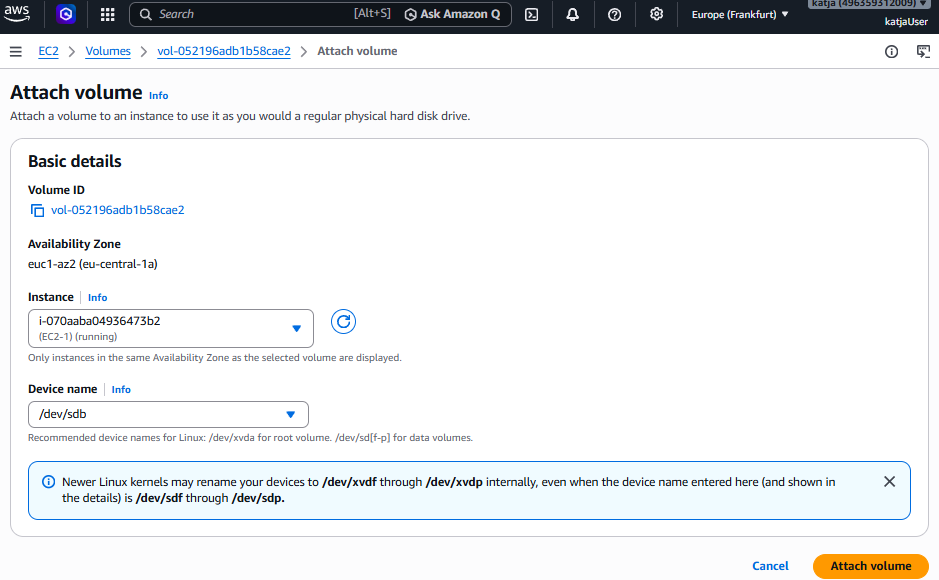 aws
Search [Alt+S] Ask Amazon Q Europe (Frankfurt) katja (496359312009)
katjaUser
EC2 Volumes vol-052196adb1b58cae2 Attach volume
Attach volume Info
Attach a volume to an instance to use it as you would a regular physical hard disk drive.
Basic details
Volume ID
vol-052196adb1b58cae2
Availability Zone
euc1-az2 (eu-central-1a)
Instance Info
i-070aaba04936473b2
(EC2-1) (running)
Only instances in the same Availability Zone as the selected volume are displayed.
Device name Info
/dev/sdb
Recommended device names for Linux: /dev/xvda for root volume. /dev/sd[f-p] for data volumes.
Newer Linux kernels may rename your devices to /dev/xvdf through /dev/xvdp internally, even when the device name entered here (and shown in
the details) is /dev/sdf through /dev/sdp.
Cancel Attach volume